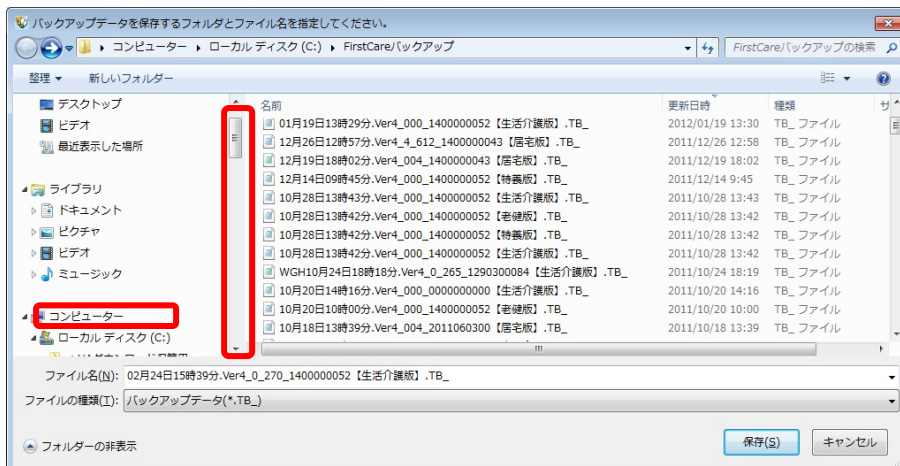 バックアップデータを保存するフォルダとファイル名を指定してください。
コンピューター ▸ ローカル ディスク (C:) ▸ FirstCareバックアップ
FirstCareバックアップの検索
整理 新しいフォルダー
デスクトップ
ビデオ
最近表示した場所
ライブラリ
ドキュメント
ピクチャ
ビデオ
ミュージック
コンピューター
ローカル ディスク (C:)
名前 更新日時 種類 サ
01月19日13時29分.Ver4_000_1400000052【生活介護版】.TB_ 2012/01/19 13:30 TB_ ファイル
12月26日12時57分.Ver4_4_612_1400000043【居宅版】.TB_ 2011/12/26 12:58 TB_ ファイル
12月19日18時02分.Ver4_004_1400000043【居宅版】.TB_ 2011/12/19 18:02 TB_ ファイル
12月14日09時45分.Ver4_000_1400000052【特養版】.TB_ 2011/12/14 9:45 TB_ ファイル
10月28日13時43分.Ver4_000_1400000052【生活介護版】.TB_ 2011/10/28 13:43 TB_ ファイル
10月28日13時42分.Ver4_000_1400000052【老健版】.TB_ 2011/10/28 13:42 TB_ ファイル
10月28日13時42分.Ver4_000_1400000052【特養版】.TB_ 2011/10/28 13:42 TB_ ファイル
10月28日13時42分.Ver4_000_1400000052【生活介護版】.TB_ 2011/10/28 13:42 TB_ ファイル
WGH10月24日18時18分.Ver4_0_265_1290300084【生活介護版】.TB_ 2011/10/24 18:19 TB_ ファイル
10月20日14時16分.Ver4_000_0000000000【生活介護版】.TB_ 2011/10/20 14:16 TB_ ファイル
10月20日10時00分.Ver4_000_1400000052【老健版】.TB_ 2011/10/20 10:00 TB_ ファイル
10月18日13時39分.Ver4_004_2011060300【居宅版】.TB_ 2011/10/18 13:39 TB_ ファイル
ファイル名(N): 02月24日15時39分.Ver4_0_270_1400000052【生活介護版】.TB_
ファイルの種類(T): バックアップデータ(*.TB_)
フォルダーの非表示 保存(S) キャンセル